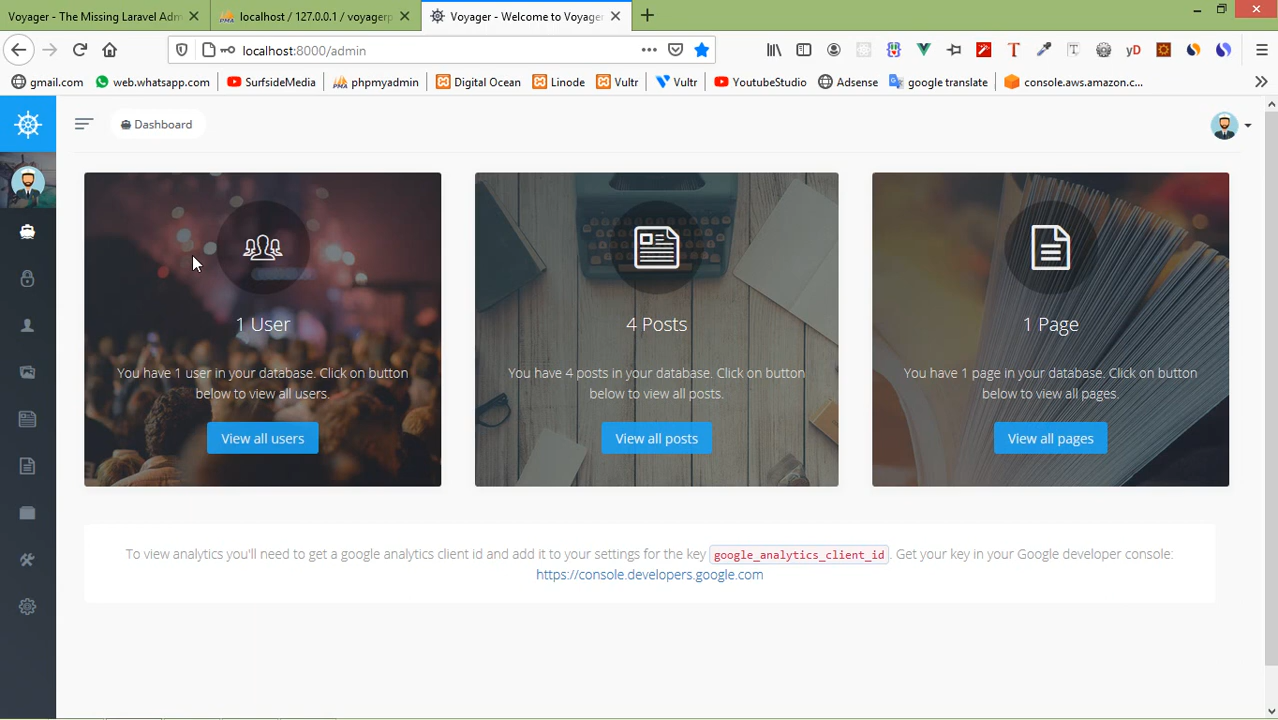 Voyager - The Missing Laravel Adm
localhost / 127.0.0.1 / voyagerp
Voyager - Welcome to Voyager
localhost:8000/admin
gmail.com
web.whatsapp.com
SurfsideMedia
phpmyadmin
Digital Ocean
Linode
Vultr
Vultr
YoutubeStudio
Adsense
google translate
console.aws.amazon.c...
Dashboard
1 User
You have 1 user in your database. Click on button
below to view all users.
View all users
4 Posts
You have 4 posts in your database. Click on button
below to view all posts.
View all posts
1 Page
You have 1 page in your database. Click on button
below to view all pages.
View all pages
To view analytics you'll need to get a google analytics client id and add it to your settings for the key google_analytics_client_id. Get your key in your Google developer console:
https://console.developers.google.com